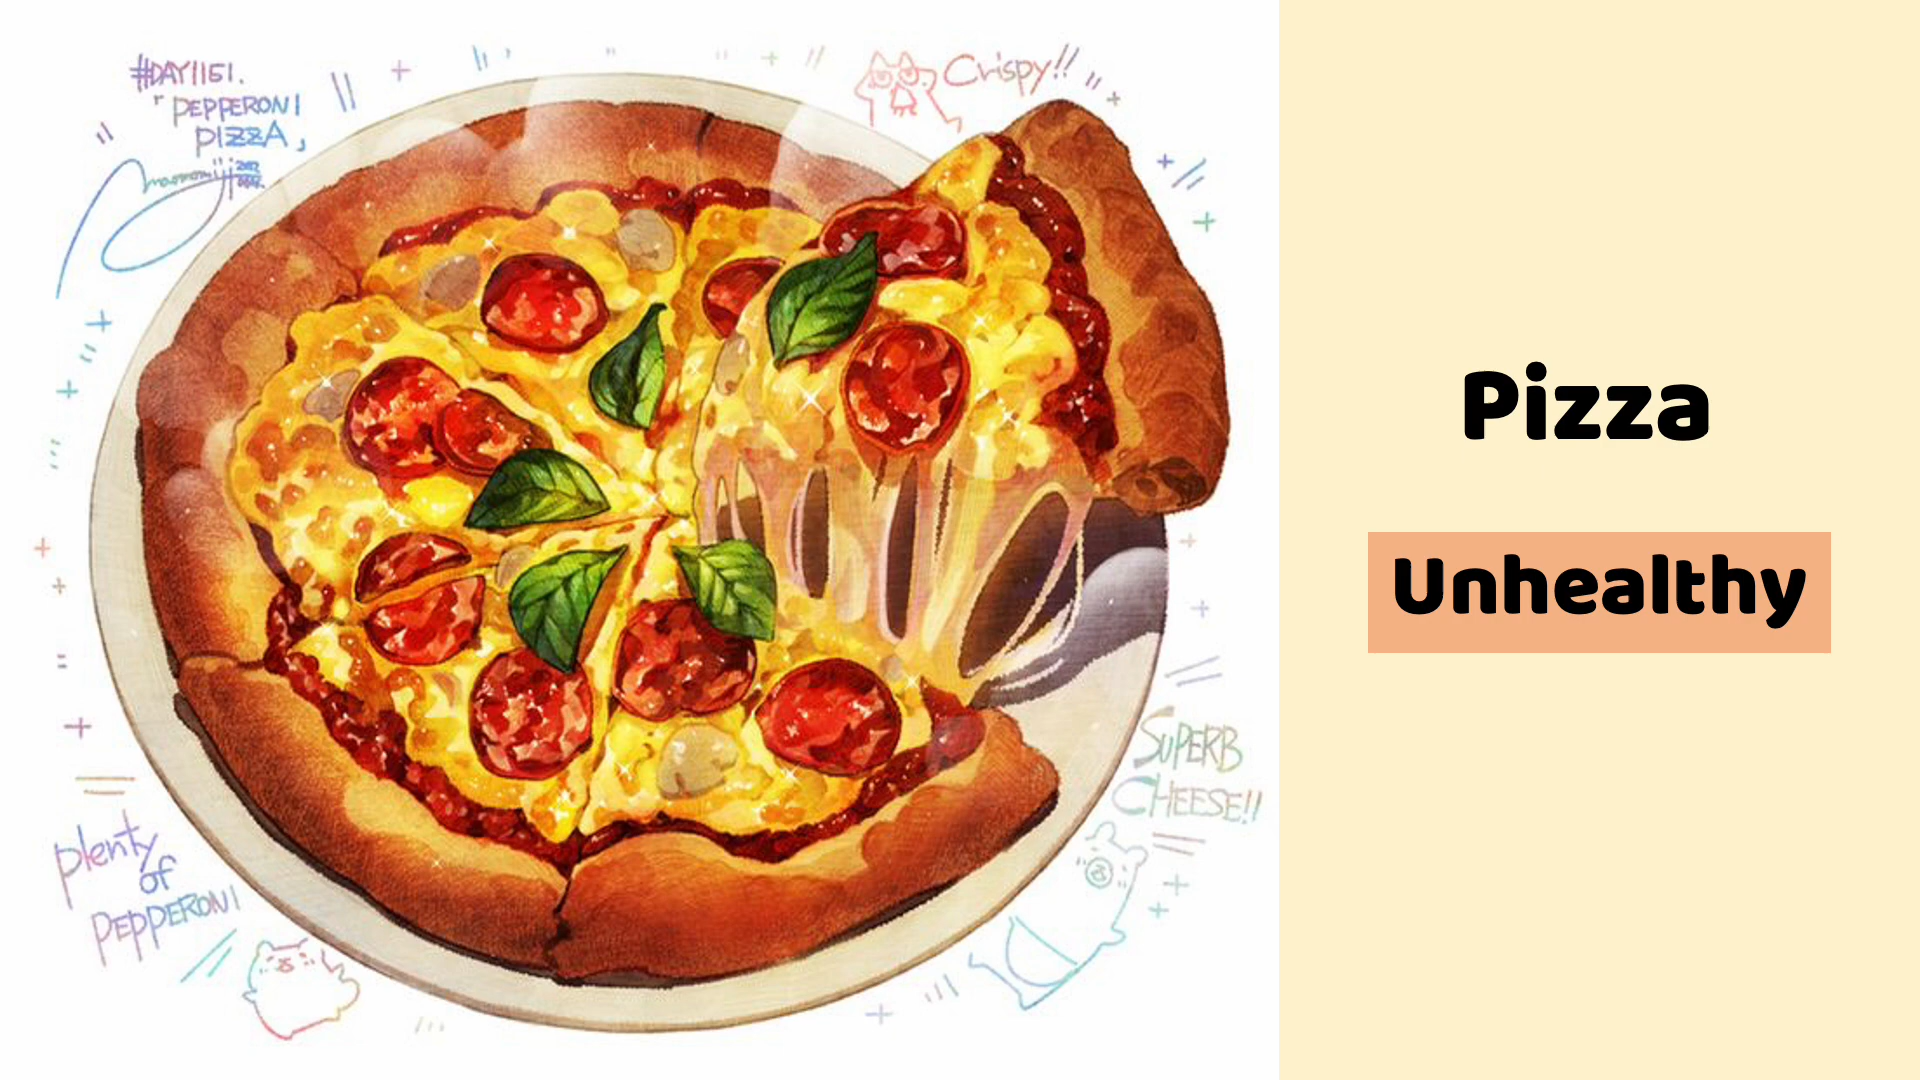 #DAY1151.
"PEPPERONI
PIZZA,
Crispy!!
Pizza
Unhealthy
SUPERB
CHEESE!!
plenty
of
PEPPERONI